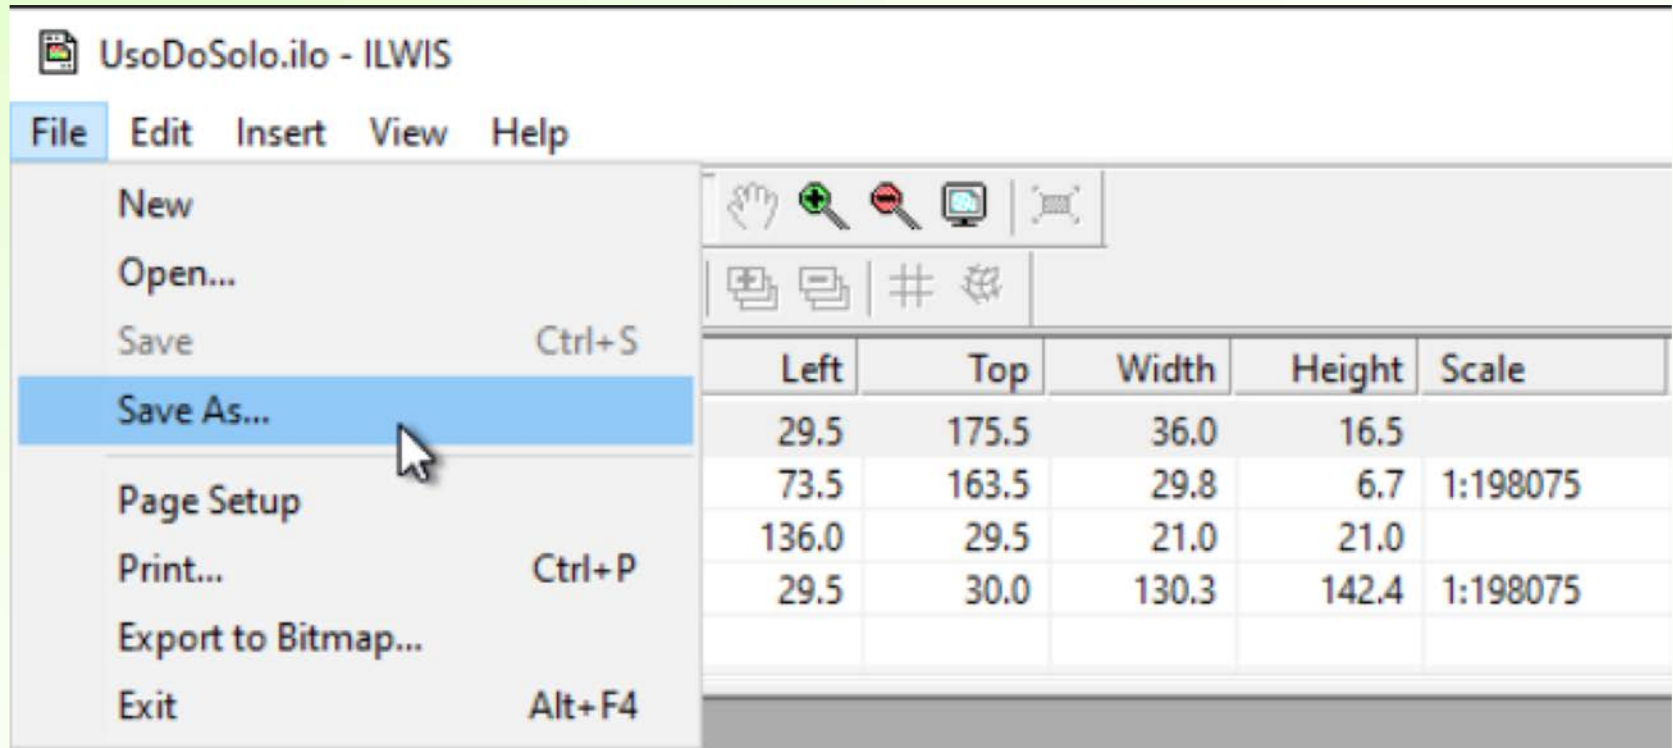 UsoDoSolo.ilo - ILWIS
File Edit Insert View Help
New
Open...
Save Ctrl+S
Save As...
Page Setup
Print... Ctrl+P
Export to Bitmap...
Exit Alt+F4
Left Top Width Height Scale
29.5 175.5 36.0 16.5
73.5 163.5 29.8 6.7 1:198075
136.0 29.5 21.0 21.0
29.5 30.0 130.3 142.4 1:198075